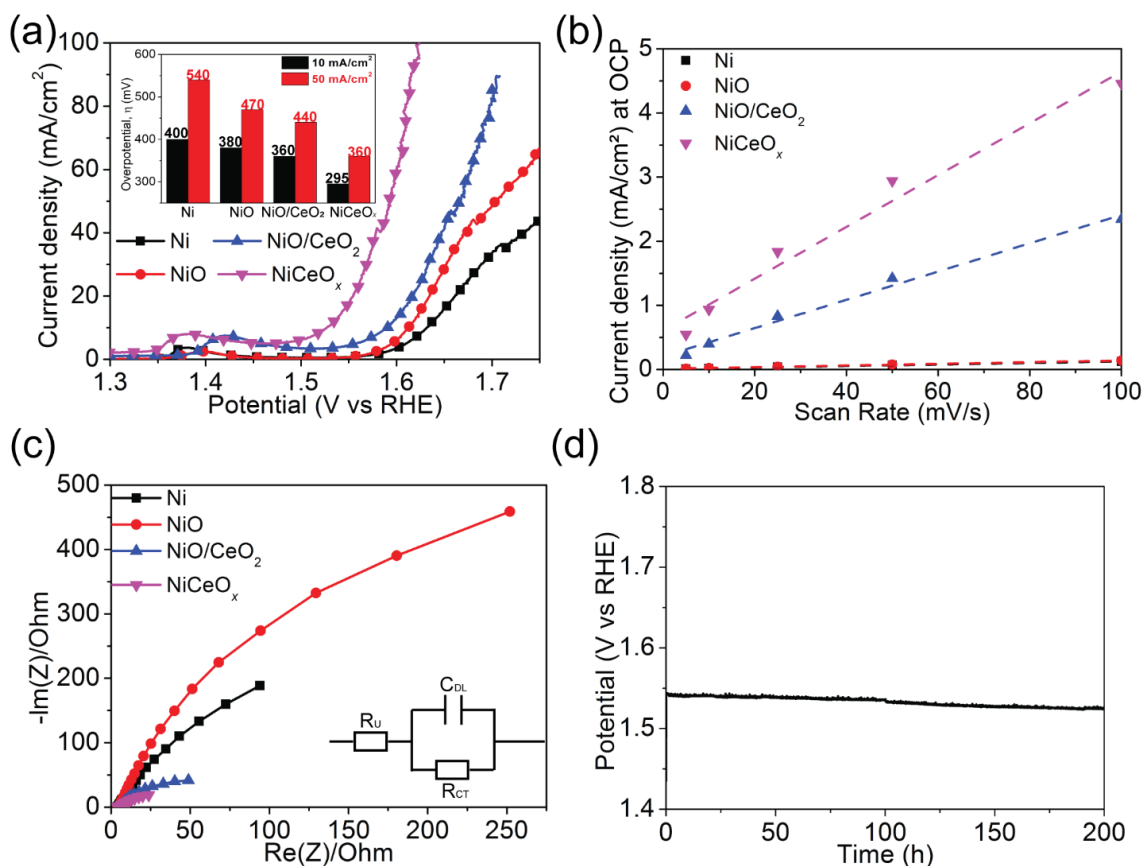 (a)
Current density (mA/cm²)
100
80
60
40
20
0
1.3 1.4 1.5 1.6 1.7
Potential (V vs RHE)
Ni
NiO
NiO/CeO₂
NiCeOₓ
Overpotential, η (mV)
600
500
400
300
10 mA/cm²
50 mA/cm²
400 540
380 470
360 440
295 360
Ni NiO NiO/CeO₂ NiCeOₓ
(b)
Current density (mA/cm²) at OCP
5
4
3
2
1
0
0 20 40 60 80 100
Scan Rate (mV/s)
Ni
NiO
NiO/CeO₂
NiCeOₓ
(c)
-Im(Z)/Ohm
500
400
300
200
100
0
0 50 100 150 200 250
Re(Z)/Ohm
Ni
NiO
NiO/CeO₂
NiCeOₓ
C_DL
R_U
R_CT
(d)
Potential (V vs RHE)
1.8
1.7
1.6
1.5
1.4
0 50 100 150 200
Time (h)